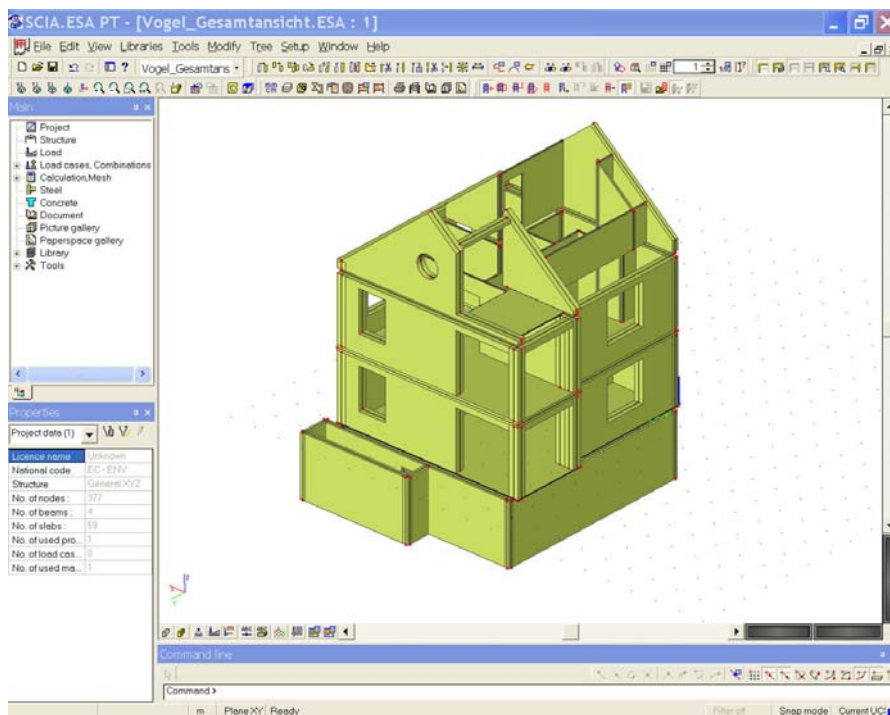 SCIA.ESA PT - [Vogel_Gesamtansicht.ESA : 1]
File Edit View Libraries Tools Modify Tree Setup Window Help
Vogel_Gesamtans
1
Main
Project
Structure
Load
Load cases, Combinations
Calculation,Mesh
Steel
Concrete
Document
Picture gallery
Paperspace gallery
Library
Tools
Properties
Project data (1)
Licence name Unknown
National code EC - ENV
Structure General XYZ
No. of nodes : 377
No. of beams : 4
No. of slabs : 59
No. of used pro... 1
No. of load cas... 0
No. of used ma... 1
Command line
Command >
m Plane XY Ready Filter off Snap mode Current UCS